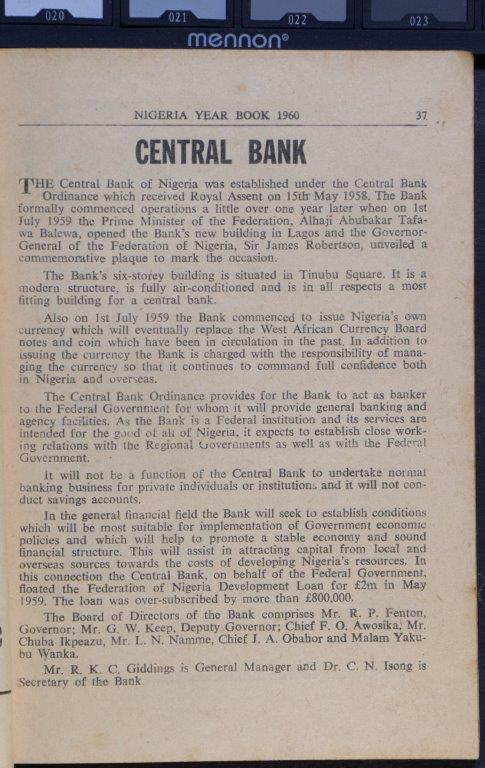 020 021 022 023
mennon®
NIGERIA YEAR BOOK 1960 37
CENTRAL BANK
THE Central Bank of Nigeria was established under the Central Bank
Ordinance which received Royal Assent on 15th May 1958. The Bank
formally commenced operations a little over one year later when on 1st
July 1959 the Prime Minister of the Federation, Alhaji Abubakar Tafa-
wa Balewa, opened the Bank's new building in Lagos and the Governor-
General of the Federation of Nigeria, Sir James Robertson, unveiled a
commemorative plaque to mark the occasion.
The Bank's six-storey building is situated in Tinubu Square. It is a
modern structure, is fully air-conditioned and is in all respects a most
fitting building for a central bank.
Also on 1st July 1959 the Bank commenced to issue Nigeria's own
currency which will eventually replace the West African Currency Board
notes and coin which have been in circulation in the past. In addition to
issuing the currency the Bank is charged with the responsibility of mana-
ging the currency so that it continues to command full confidence both
in Nigeria and overseas.
The Central Bank Ordinance provides for the Bank to act as banker
to the Federal Government for whom it will provide general banking and
agency facilities. As the Bank is a Federal institution and its services are
intended for the good of all of Nigeria, it expects to establish close work-
ing relations with the Regional Governments as well as with the Federal
Government.
It will not be a function of the Central Bank to undertake normal
banking business for private individuals or institutions and it will not con-
duct savings accounts.
In the general financial field the Bank will seek to establish conditions
which will be most suitable for implementation of Government economic
policies and which will help to promote a stable economy and sound
financial structure. This will assist in attracting capital from local and
overseas sources towards the costs of developing Nigeria's resources. In
this connection the Central Bank, on behalf of the Federal Government,
floated the Federation of Nigeria Development Loan for £2m in May
1959. The loan was over-subscribed by more than £800,000.
The Board of Directors of the Bank comprises Mr. R. P. Fenton,
Governor; Mr. G. W. Keep, Deputy Governor; Chief F. O. Awosika, Mr.
Chuba Ikpeazu, Mr. L. N. Namme, Chief J. A. Obahor and Malam Yaku-
bu Wanka.
Mr. R. K. C. Giddings is General Manager and Dr. C. N. Isong is
Secretary of the Bank.